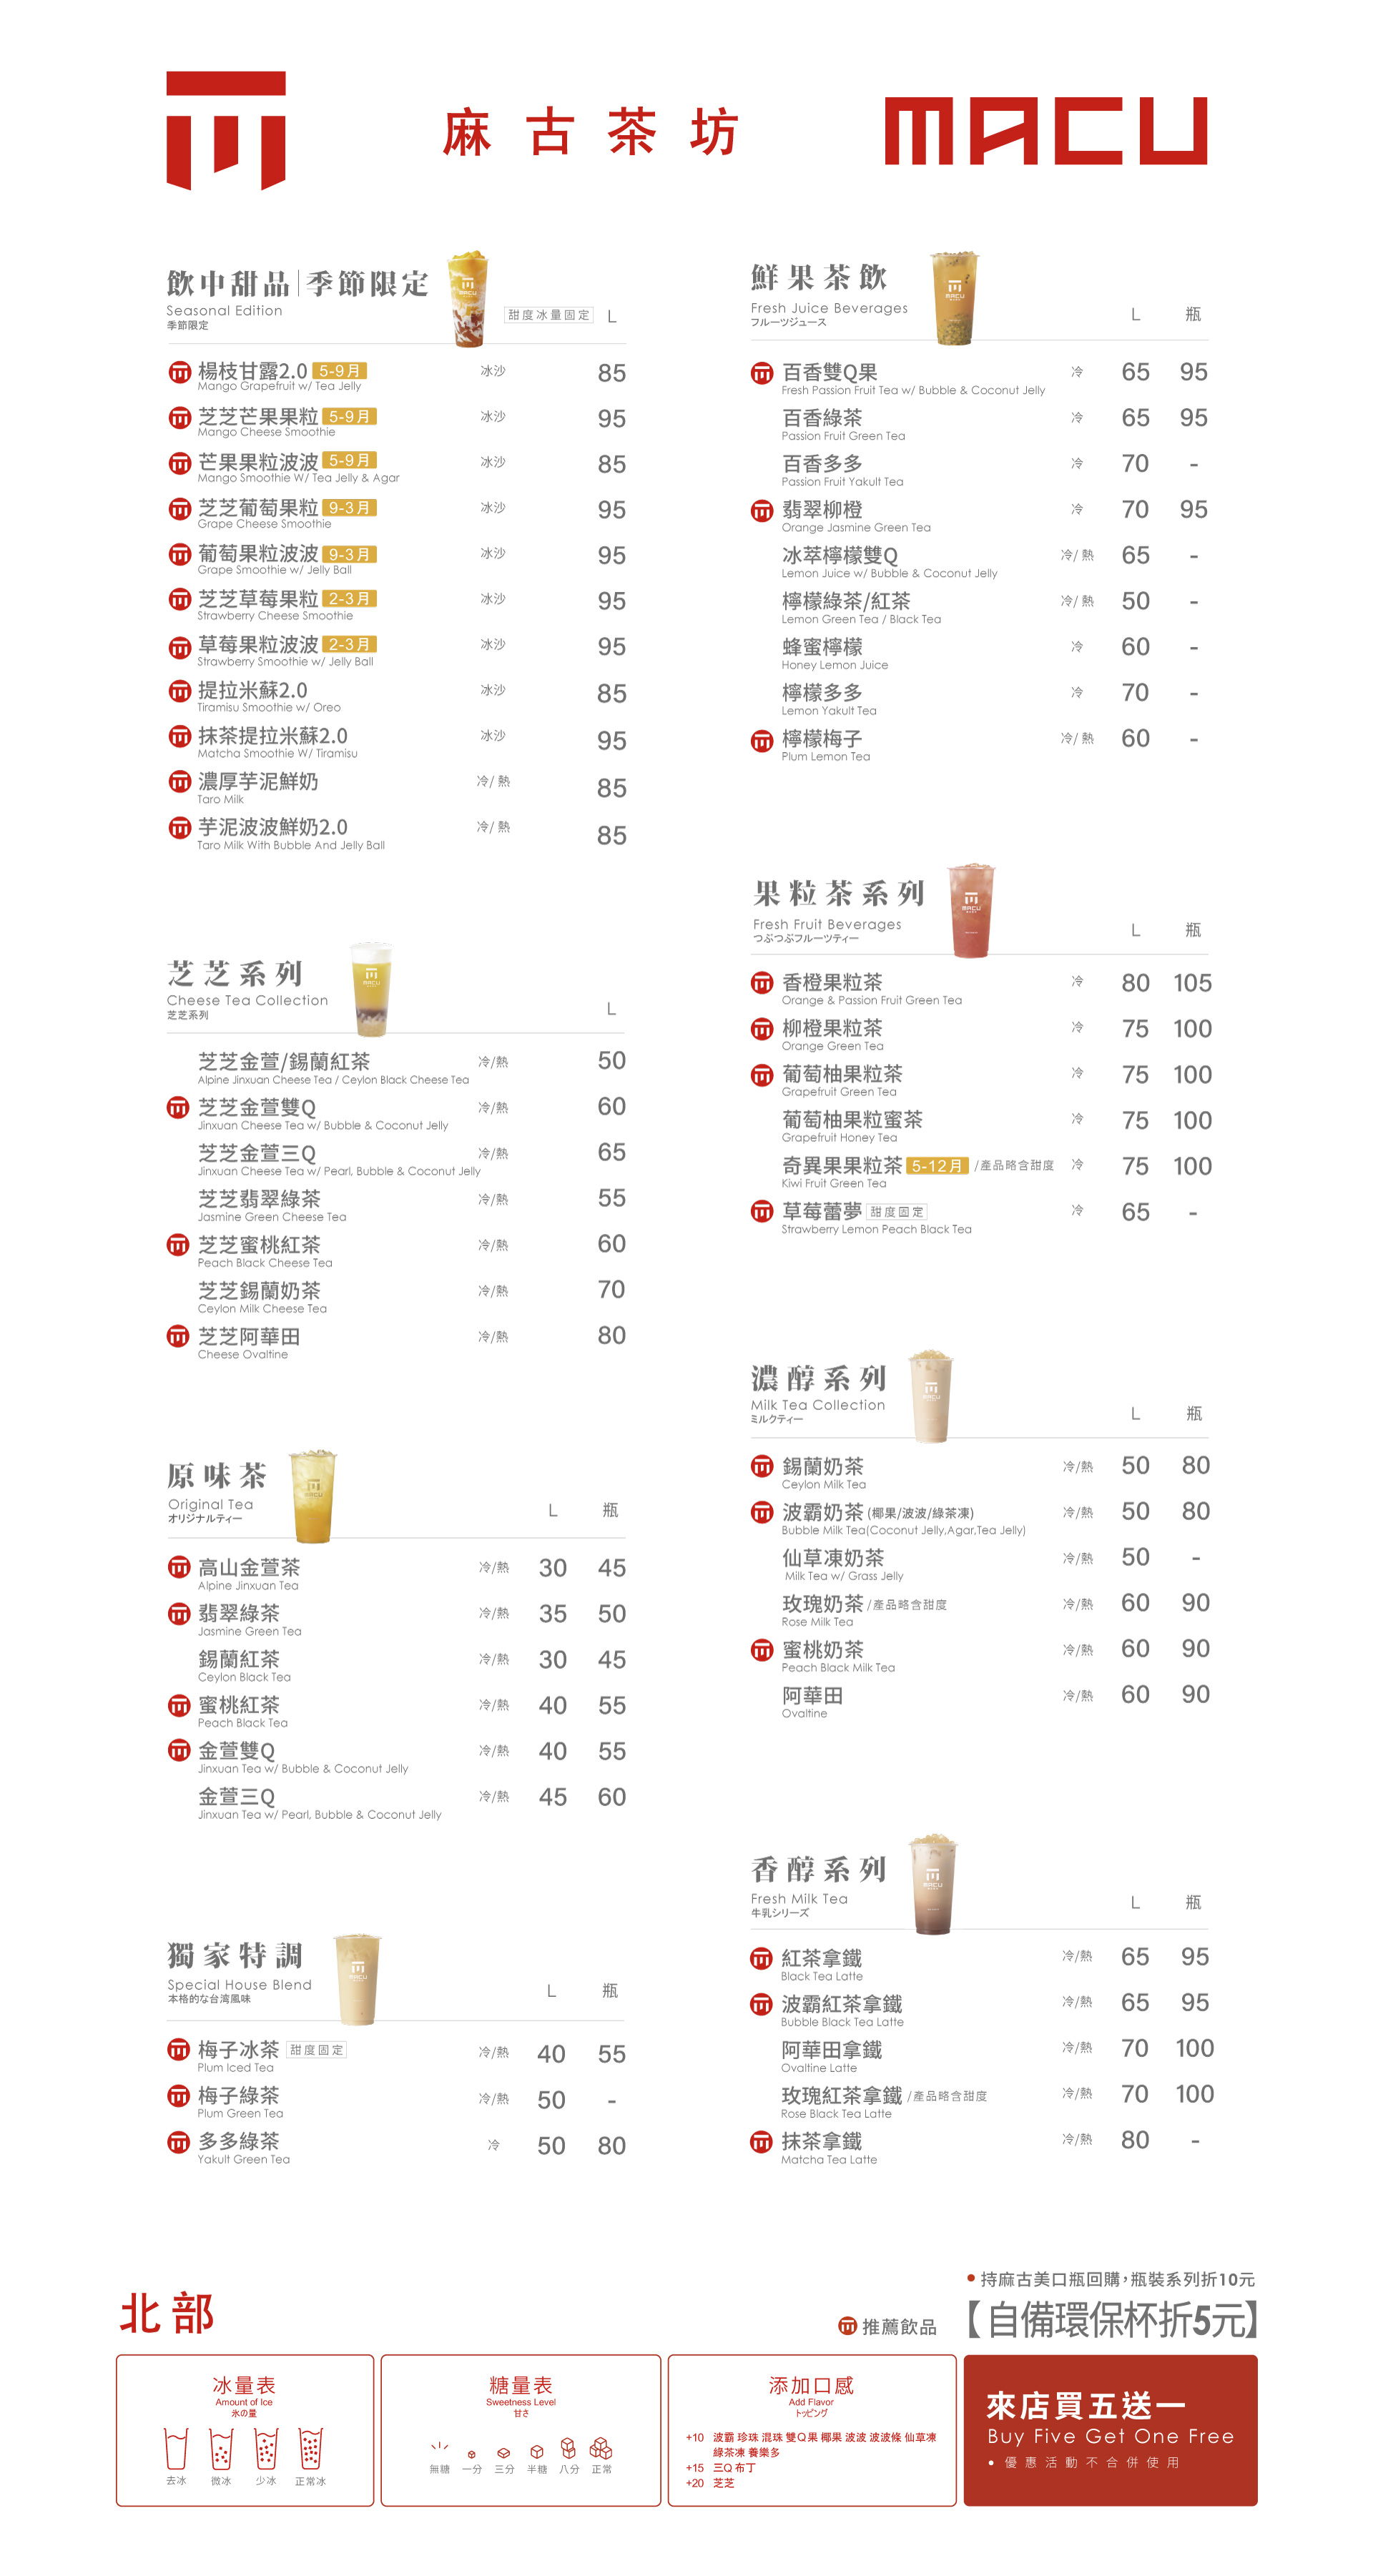 麻古茶坊 MACU
飲中甜品|季節限定
Seasonal Edition
季節限定
甜度冰量固定 L
楊枝甘露2.0 5-9月 冰沙 85
Mango Grapefruit w/ Tea Jelly
芝芝芒果果粒 5-9月 冰沙 95
Mango Cheese Smoothie
芒果果粒波波 5-9月 冰沙 85
Mango Smoothie W/ Tea Jelly & Agar
芝芝葡萄果粒 9-3月 冰沙 95
Grape Cheese Smoothie
葡萄果粒波波 9-3月 冰沙 95
Grape Smoothie w/ Jelly Ball
芝芝草莓果粒 2-3月 冰沙 95
Strawberry Cheese Smoothie
草莓果粒波波 2-3月 冰沙 95
Strawberry Smoothie w/ Jelly Ball
提拉米蘇2.0 冰沙 85
Tiramisu Smoothie w/ Oreo
抹茶提拉米蘇2.0 冰沙 95
Matcha Smoothie W/ Tiramisu
濃厚芋泥鮮奶 冷/熱 85
Taro Milk
芋泥波波鮮奶2.0 冷/熱 85
Taro Milk With Bubble And Jelly Ball
芝芝系列
Cheese Tea Collection
芝芝系列
L
芝芝金萱/錫蘭紅茶 冷/熱 50
Alpine Jinxuan Cheese Tea / Ceylon Black Cheese Tea
芝芝金萱雙Q 冷/熱 60
Jinxuan Cheese Tea w/ Bubble & Coconut Jelly
芝芝金萱三Q 冷/熱 65
Jinxuan Cheese Tea w/ Pearl, Bubble & Coconut Jelly
芝芝翡翠綠茶 冷/熱 55
Jasmine Green Cheese Tea
芝芝蜜桃紅茶 冷/熱 60
Peach Black Cheese Tea
芝芝錫蘭奶茶 冷/熱 70
Ceylon Milk Cheese Tea
芝芝阿華田 冷/熱 80
Cheese Ovaltine
原味茶
Original Tea
オリジナルティー
L 瓶
高山金萱茶 冷/熱 30 45
Alpine Jinxuan Tea
翡翠綠茶 冷/熱 35 50
Jasmine Green Tea
錫蘭紅茶 冷/熱 30 45
Ceylon Black Tea
蜜桃紅茶 冷/熱 40 55
Peach Black Tea
金萱雙Q 冷/熱 40 55
Jinxuan Tea w/ Bubble & Coconut Jelly
金萱三Q 冷/熱 45 60
Jinxuan Tea w/ Pearl, Bubble & Coconut Jelly
獨家特調
Special House Blend
本格的な台湾風味
L 瓶
梅子冰茶 甜度固定 冷/熱 40 55
Plum Iced Tea
梅子綠茶 冷/熱 50 -
Plum Green Tea
多多綠茶 冷 50 80
Yakult Green Tea
鮮果茶飲
Fresh Juice Beverages
フルーツジュース
L 瓶
百香雙Q果 冷 65 95
Fresh Passion Fruit Tea w/ Bubble & Coconut Jelly
百香綠茶 冷 65 95
Passion Fruit Green Tea
百香多多 冷 70 -
Passion Fruit Yakult Tea
翡翠柳橙 冷 70 95
Orange Jasmine Green Tea
冰萃檸檬雙Q 冷/熱 65 -
Lemon Juice w/ Bubble & Coconut Jelly
檸檬綠茶/紅茶 冷/熱 50 -
Lemon Green Tea / Black Tea
蜂蜜檸檬 冷 60 -
Honey Lemon Juice
檸檬多多 冷 70 -
Lemon Yakult Tea
檸檬梅子 冷/熱 60 -
Plum Lemon Tea
果粒茶系列
Fresh Fruit Beverages
つぶつぶフルーツティー
L 瓶
香橙果粒茶 冷 80 105
Orange & Passion Fruit Green Tea
柳橙果粒茶 冷 75 100
Orange Green Tea
葡萄柚果粒茶 冷 75 100
Grapefruit Green Tea
葡萄柚果粒蜜茶 冷 75 100
Grapefruit Honey Tea
奇異果果粒茶 5-12月 /產品略含甜度 冷 75 100
Kiwi Fruit Green Tea
草莓蕾夢 甜度固定 冷 65 -
Strawberry Lemon Peach Black Tea
濃醇系列
Milk Tea Collection
ミルクティー
L 瓶
錫蘭奶茶 冷/熱 50 80
Ceylon Milk Tea
波霸奶茶 (椰果/波波/綠茶凍) 冷/熱 50 80
Bubble Milk Tea(Coconut Jelly,Agar,Tea Jelly)
仙草凍奶茶 冷/熱 50 -
Milk Tea w/ Grass Jelly
玫瑰奶茶 /產品略含甜度 冷/熱 60 90
Rose Milk Tea
蜜桃奶茶 冷/熱 60 90
Peach Black Milk Tea
阿華田 冷/熱 60 90
Ovaltine
香醇系列
Fresh Milk Tea
牛乳シリーズ
L 瓶
紅茶拿鐵 冷/熱 65 95
Black Tea Latte
波霸紅茶拿鐵 冷/熱 65 95
Bubble Black Tea Latte
阿華田拿鐵 冷/熱 70 100
Ovaltine Latte
玫瑰紅茶拿鐵 /產品略含甜度 冷/熱 70 100
Rose Black Tea Latte
抹茶拿鐵 冷/熱 80 -
Matcha Tea Latte
北部
推薦飲品
• 持麻古美口瓶回購,瓶裝系列折10元
【自備環保杯折5元】
冰量表
Amount of Ice
氷の量
去冰 微冰 少冰 正常冰
糖量表
Sweetness Level
甘さ
無糖 一分 三分 半糖 八分 正常
添加口感
Add Flavor
トッピング
+10 波霸 珍珠 混珠 雙Q果 椰果 波波 波波條 仙草凍
綠茶凍 養樂多
+15 三Q 布丁
+20 芝芝
來店買五送一
Buy Five Get One Free
• 優惠活動不合併使用